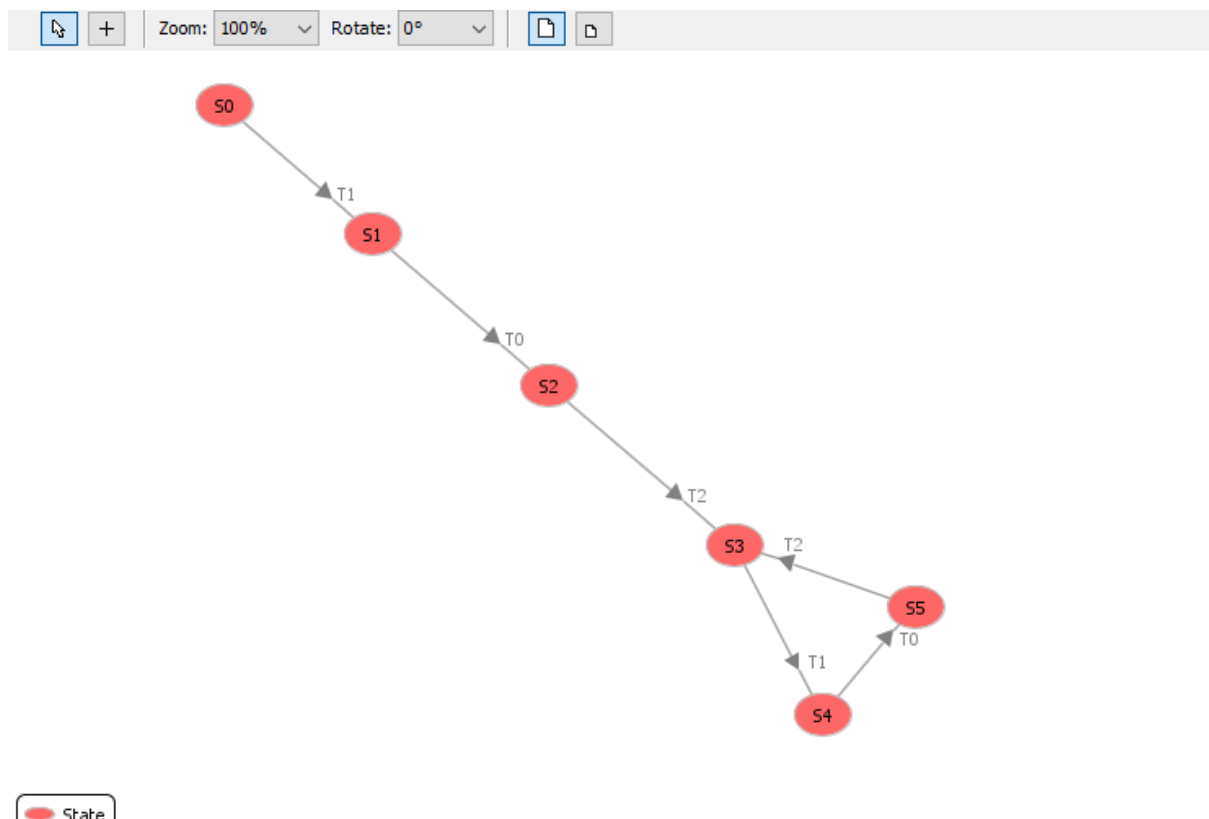 Zoom: 100% Rotate: 0°
S0
T1
S1
T0
S2
T2
S3 T2
S5
T0
T1
S4
State